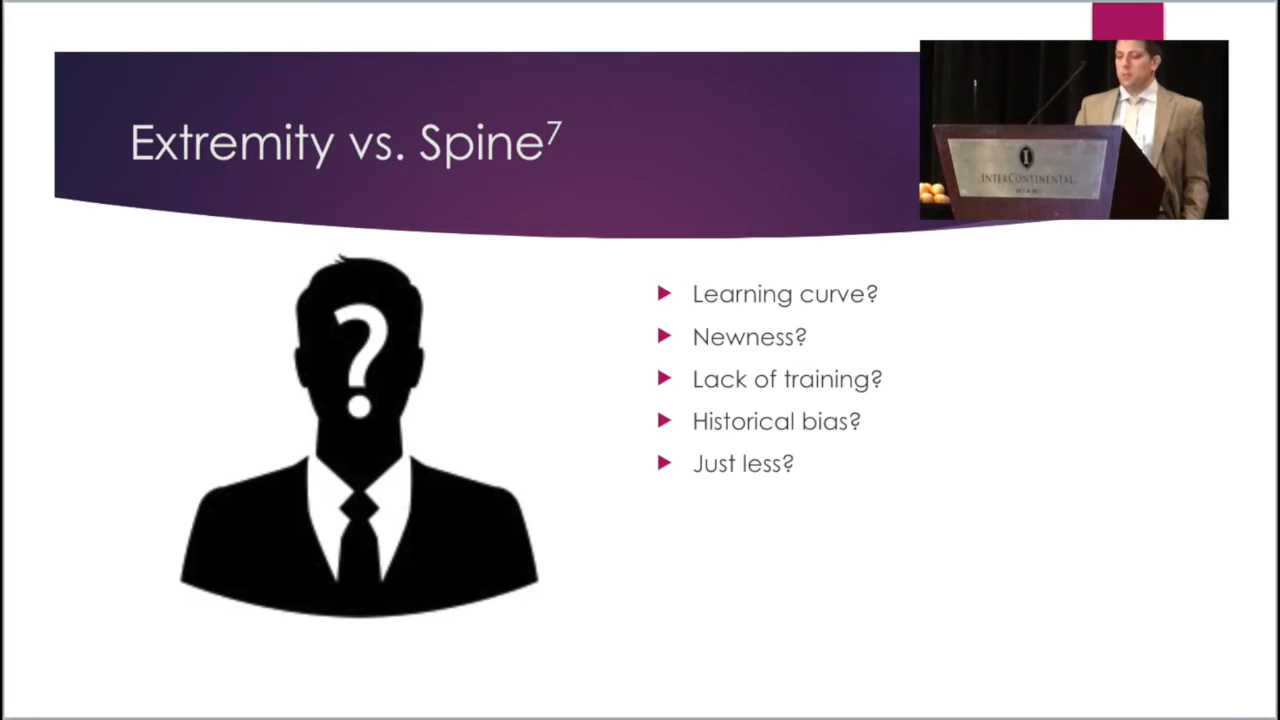 Extremity vs. Spine7
INTERCONTINENTAL
?
Learning curve?
Newness?
Lack of training?
Historical bias?
Just less?